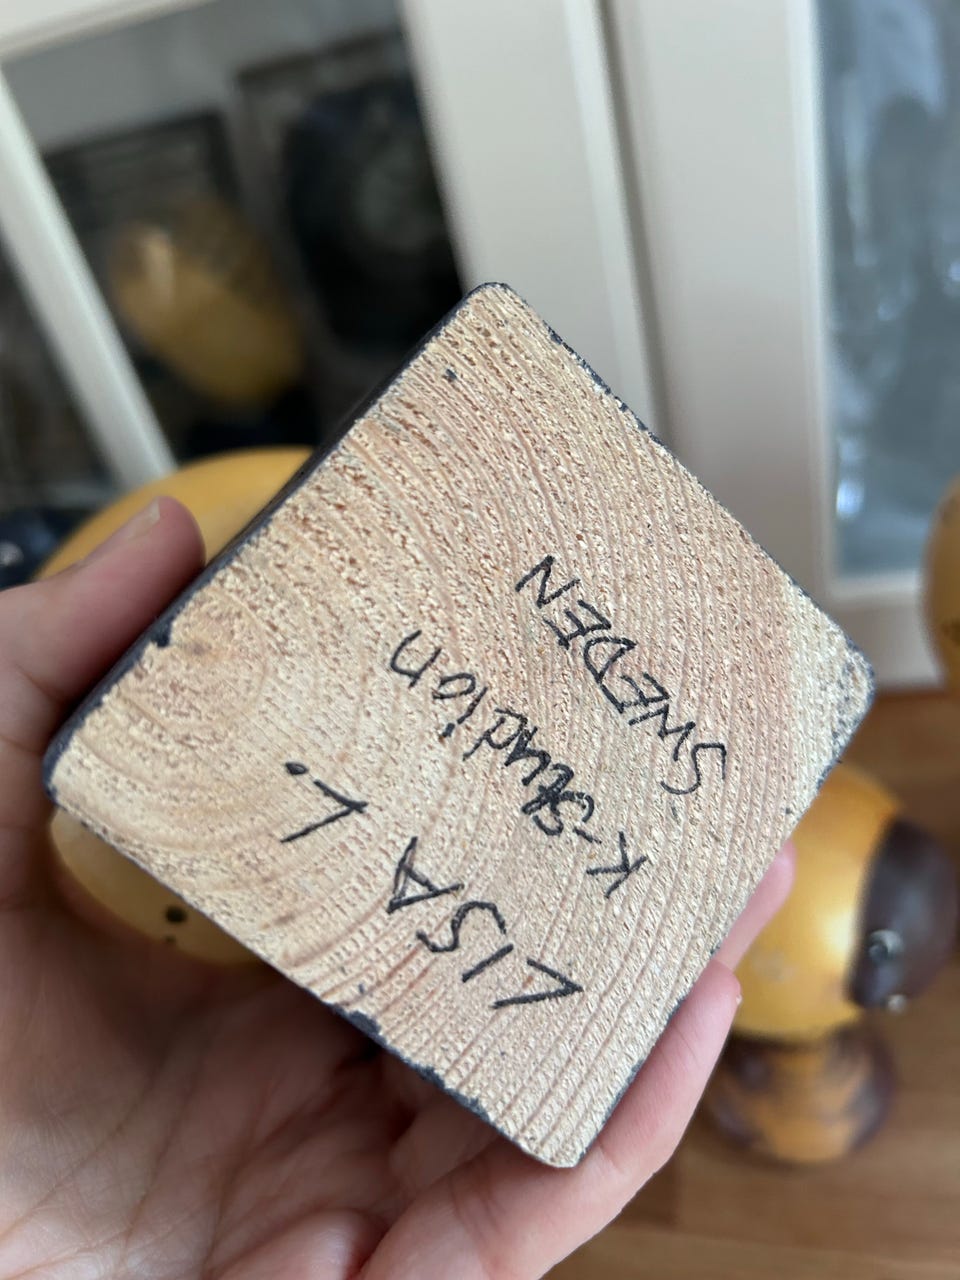 LISA L.
K-Studion
SWEDEN